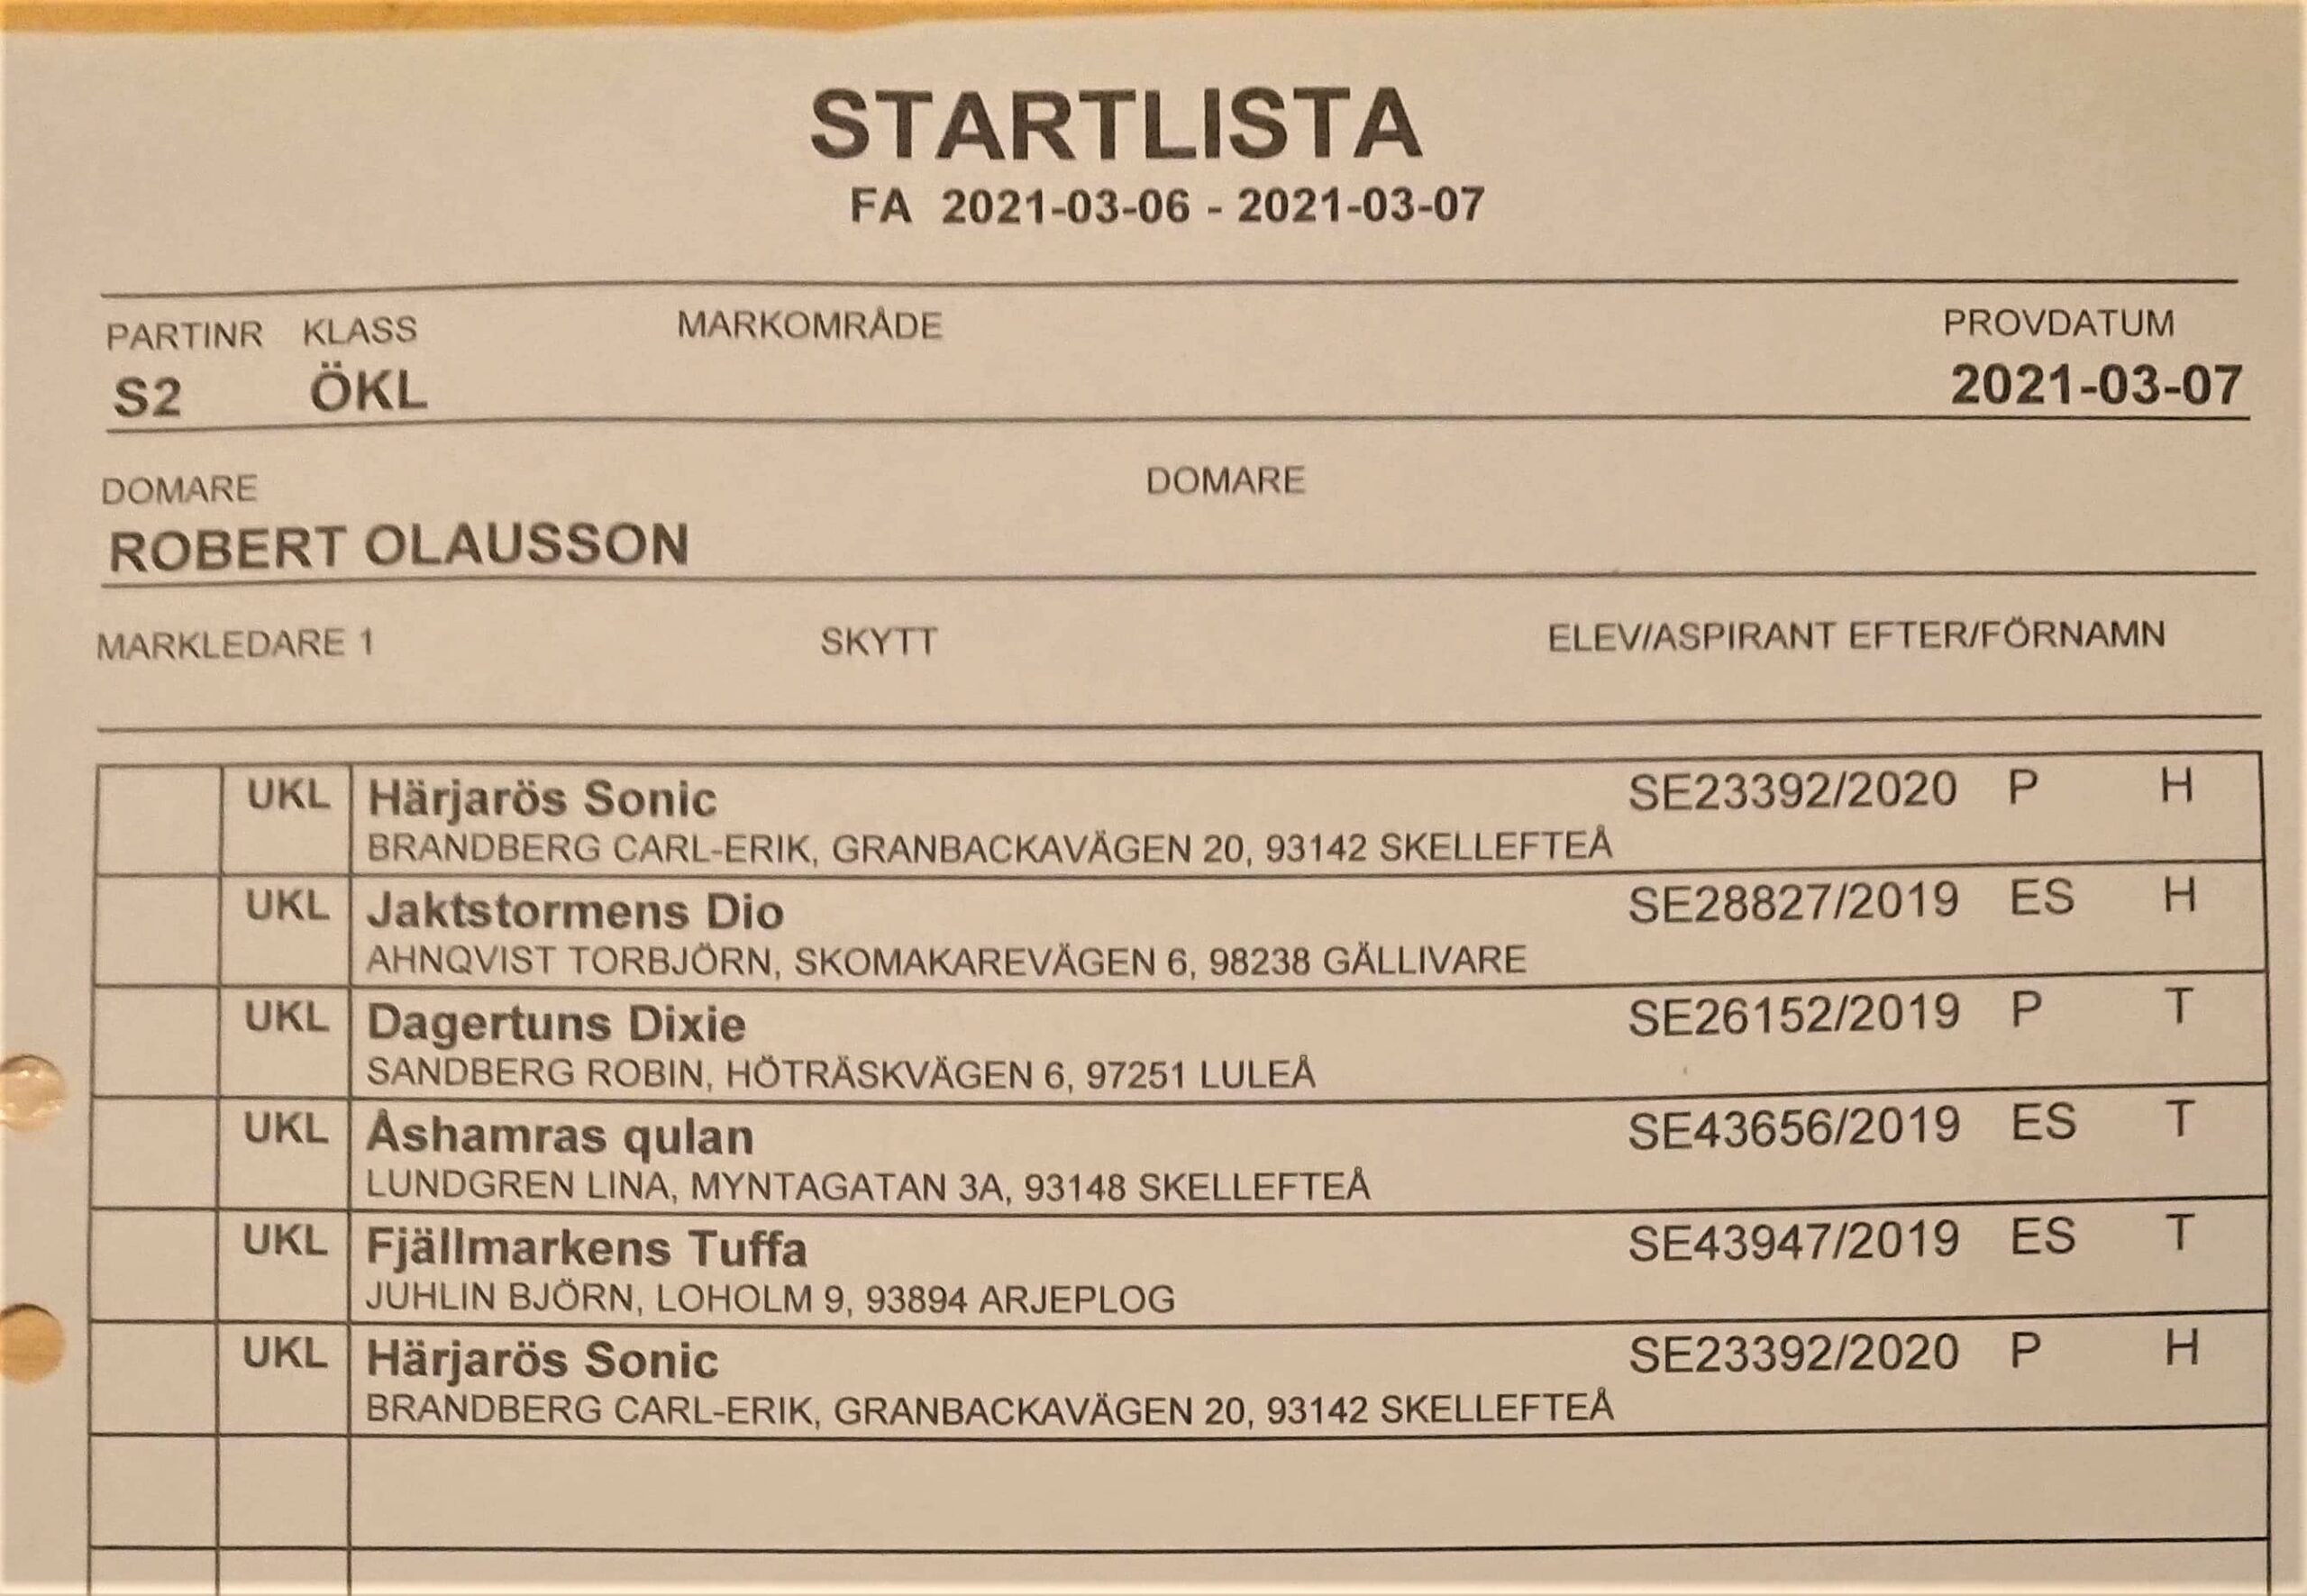 STARTLISTA
FA 2021-03-06 - 2021-03-07
PARTINR KLASS MARKOMRÅDE PROVDATUM
S2 ÖKL 2021-03-07
DOMARE DOMARE
ROBERT OLAUSSON
MARKLEDARE 1 SKYTT ELEV/ASPIRANT EFTER/FÖRNAMN
UKL Härjarös Sonic SE23392/2020 P H
BRANDBERG CARL-ERIK, GRANBACKAVÄGEN 20, 93142 SKELLEFTEÅ
UKL Jaktstormens Dio SE28827/2019 ES H
AHNQVIST TORBJÖRN, SKOMAKAREVÄGEN 6, 98238 GÄLLIVARE
UKL Dagertuns Dixie SE26152/2019 P T
SANDBERG ROBIN, HÖTRÄSKVÄGEN 6, 97251 LULEÅ
UKL Åshamras qulan SE43656/2019 ES T
LUNDGREN LINA, MYNTAGATAN 3A, 93148 SKELLEFTEÅ
UKL Fjällmarkens Tuffa SE43947/2019 ES T
JUHLIN BJÖRN, LOHOLM 9, 93894 ARJEPLOG
UKL Härjarös Sonic SE23392/2020 P H
BRANDBERG CARL-ERIK, GRANBACKAVÄGEN 20, 93142 SKELLEFTEÅ